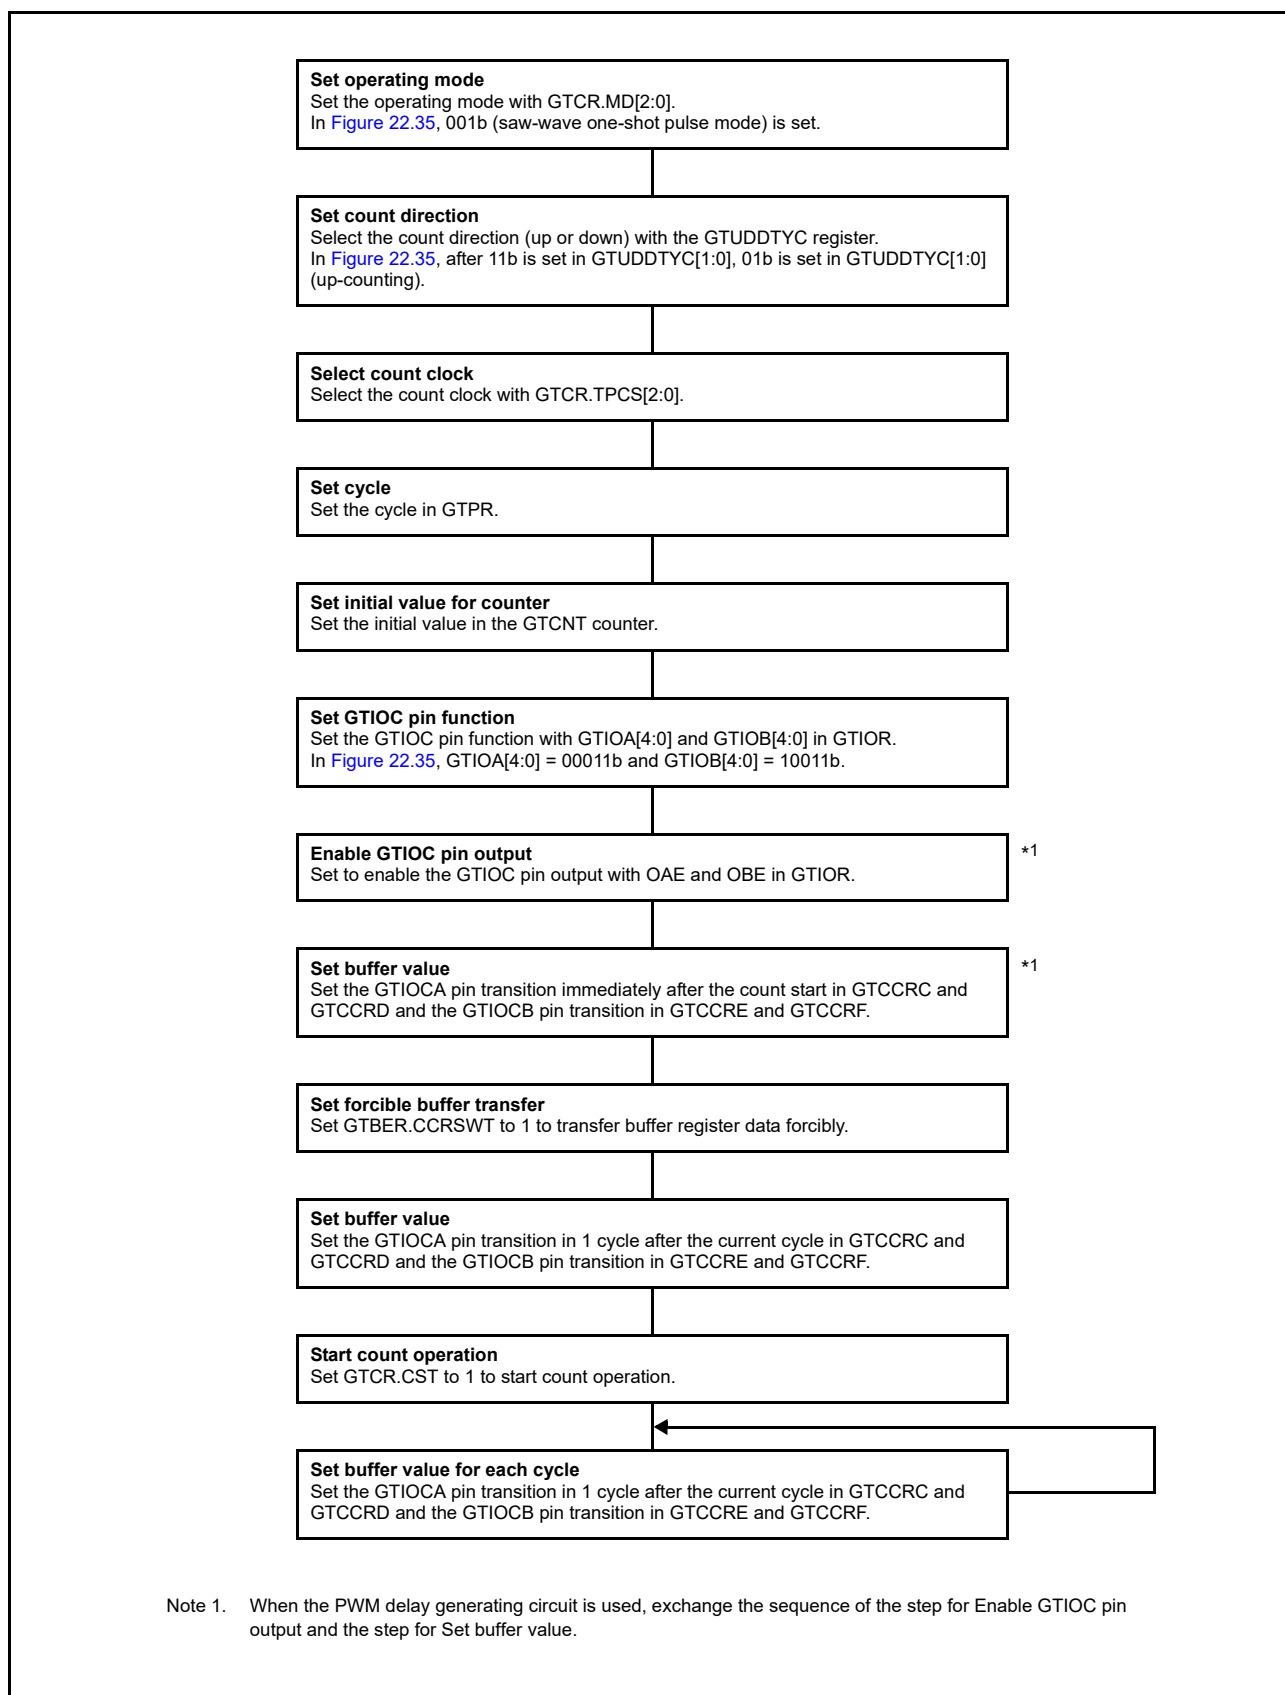 Set operating mode
Set the operating mode with GTCR.MD[2:0].
In Figure 22.35, 001b (saw-wave one-shot pulse mode) is set.
Set count direction
Select the count direction (up or down) with the GTUDDTYC register.
In Figure 22.35, after 11b is set in GTUDDTYC[1:0], 01b is set in GTUDDTYC[1:0]
(up-counting).
Select count clock
Select the count clock with GTCR.TPCS[2:0].
Set cycle
Set the cycle in GTPR.
Set initial value for counter
Set the initial value in the GTCNT counter.
Set GTIOC pin function
Set the GTIOC pin function with GTIOA[4:0] and GTIOB[4:0] in GTIOR.
In Figure 22.35, GTIOA[4:0] = 00011b and GTIOB[4:0] = 10011b.
Enable GTIOC pin output *1
Set to enable the GTIOC pin output with OAE and OBE in GTIOR.
Set buffer value *1
Set the GTIOCA pin transition immediately after the count start in GTCCRC and
GTCCRD and the GTIOCB pin transition in GTCCRE and GTCCRF.
Set forcible buffer transfer
Set GTBER.CCRSWT to 1 to transfer buffer register data forcibly.
Set buffer value
Set the GTIOCA pin transition in 1 cycle after the current cycle in GTCCRC and
GTCCRD and the GTIOCB pin transition in GTCCRE and GTCCRF.
Start count operation
Set GTCR.CST to 1 to start count operation.
Set buffer value for each cycle
Set the GTIOCA pin transition in 1 cycle after the current cycle in GTCCRC and
GTCCRD and the GTIOCB pin transition in GTCCRE and GTCCRF.
Note 1. When the PWM delay generating circuit is used, exchange the sequence of the step for Enable GTIOC pin
output and the step for Set buffer value.